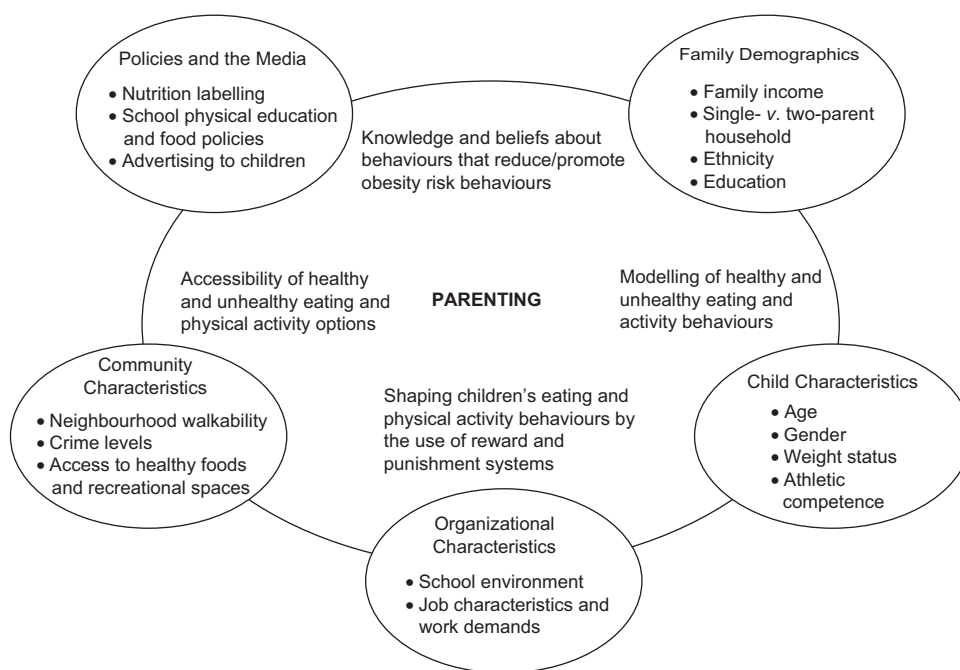 Policies and the Media
• Nutrition labelling
• School physical education
and food policies
• Advertising to children
Family Demographics
• Family income
• Single- v. two-parent
household
• Ethnicity
• Education
Knowledge and beliefs about
behaviours that reduce/promote
obesity risk behaviours
Accessibility of healthy
and unhealthy eating and
physical activity options
PARENTING
Modelling of healthy and
unhealthy eating and
activity behaviours
Community
Characteristics
• Neighbourhood walkability
• Crime levels
• Access to healthy foods
and recreational spaces
Shaping children’s eating and
physical activity behaviours by
the use of reward and
punishment systems
Child Characteristics
• Age
• Gender
• Weight status
• Athletic
competence
Organizational
Characteristics
• School environment
• Job characteristics and
work demands